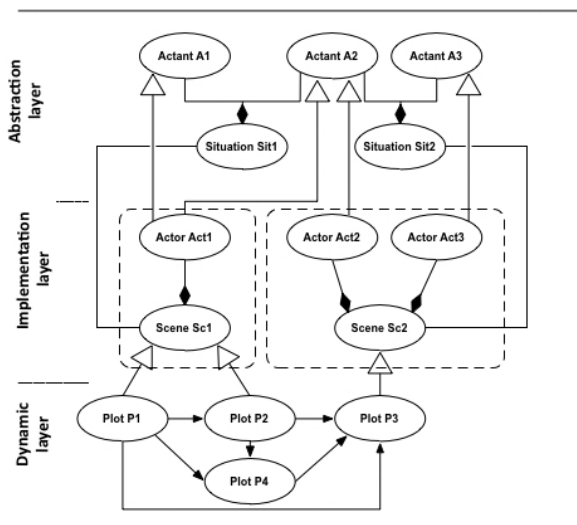 Abstraction
layer
Actant A1
Actant A2
Actant A3
Situation Sit1
Situation Sit2
Implementation
layer
Actor Act1
Actor Act2
Actor Act3
Scene Sc1
Scene Sc2
Dynamic
layer
Plot P1
Plot P2
Plot P3
Plot P4